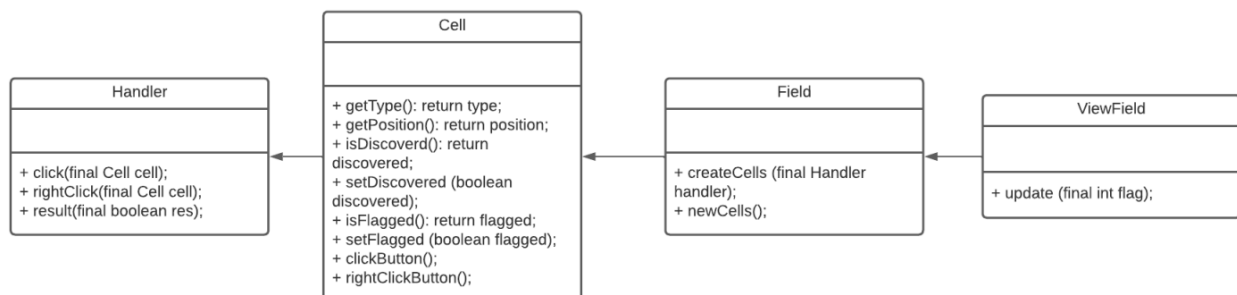 Handler
+ click(final Cell cell);
+ rightClick(final Cell cell);
+ result(final boolean res);
Cell
+ getType(): return type;
+ getPosition(): return position;
+ isDiscoverd(): return
discovered;
+ setDiscovered (boolean
discovered);
+ isFlagged(): return flagged;
+ setFlagged (boolean flagged);
+ clickButton();
+ rightClickButton();
Field
+ createCells (final Handler
handler);
+ newCells();
ViewField
+ update (final int flag);